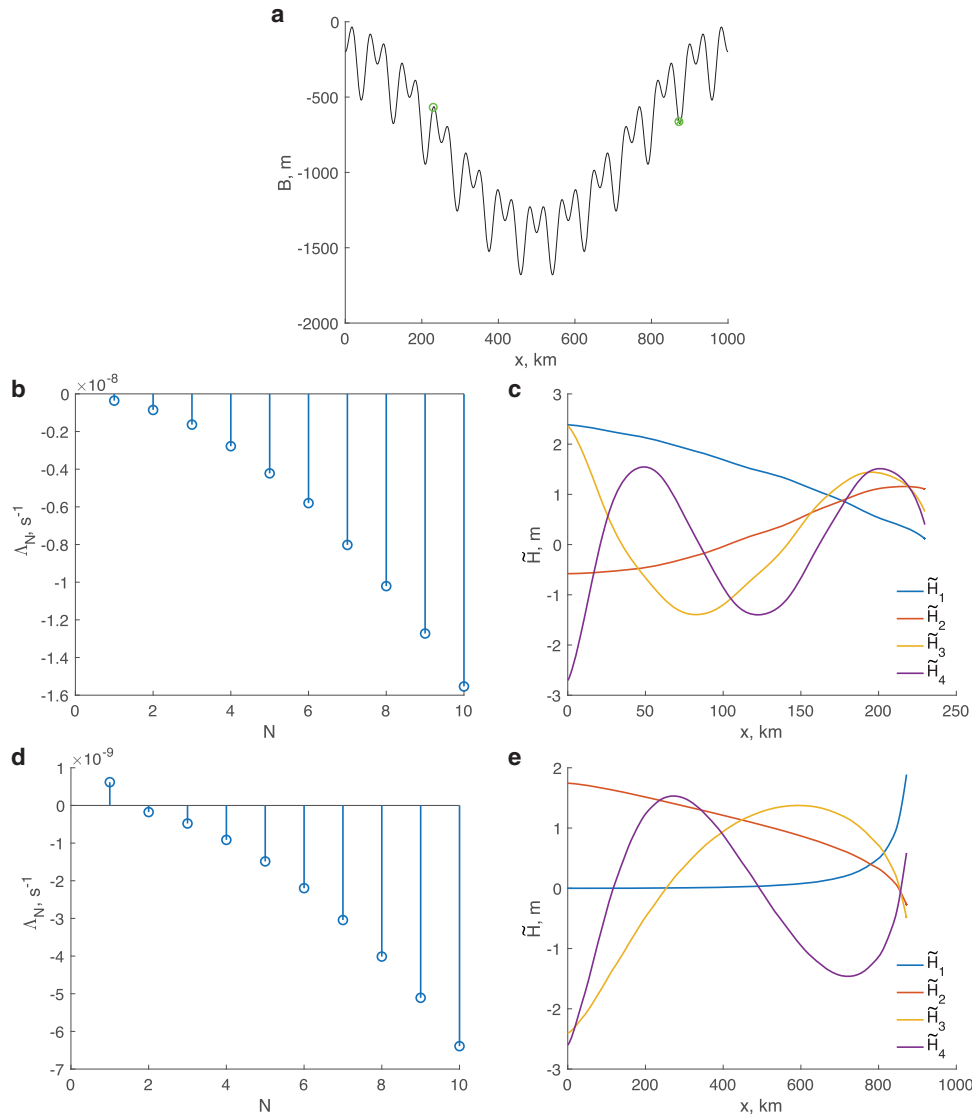 a
0
-500
-1000
-1500
-2000
B, m
0 200 400 600 800 1000
x, km
b
×10⁻⁸
0
-0.2
-0.4
-0.6
-0.8
-1
-1.2
-1.4
-1.6
Λ_N, s⁻¹
0 2 4 6 8 10
N
c
3
2
1
0
-1
-2
-3
H̃, m
H̃₁
H̃₂
H̃₃
H̃₄
0 50 100 150 200 250
x, km
d
×10⁻⁹
1
0
-1
-2
-3
-4
-5
-6
-7
Λ_N, s⁻¹
0 2 4 6 8 10
N
e
2
1
0
-1
-2
-3
H̃, m
H̃₁
H̃₂
H̃₃
H̃₄
0 200 400 600 800 1000
x, km